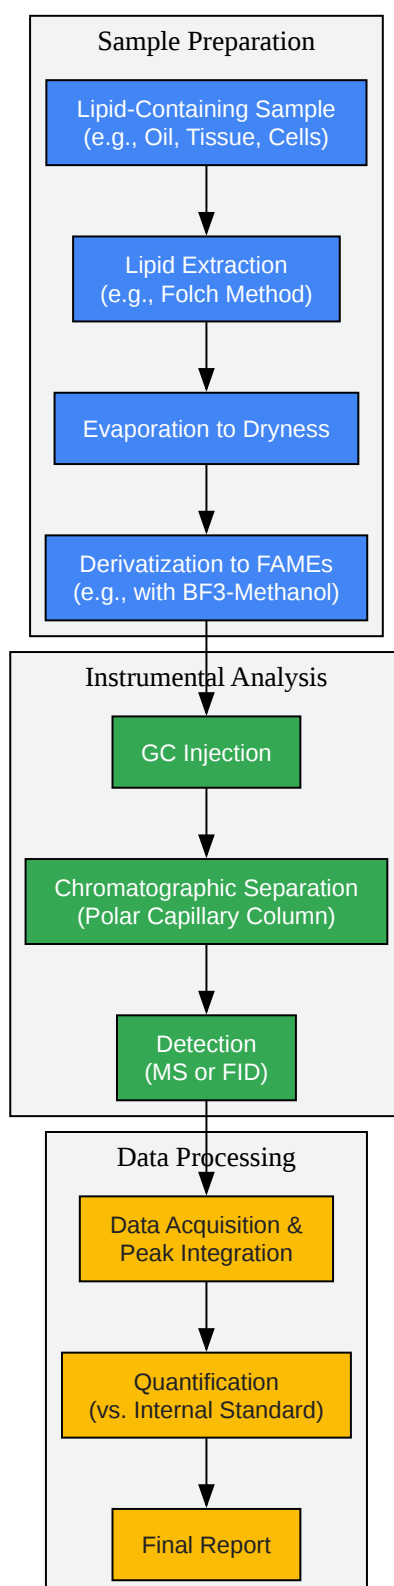 Sample Preparation
Lipid-Containing Sample
(e.g., Oil, Tissue, Cells)
Lipid Extraction
(e.g., Folch Method)
Evaporation to Dryness
Derivatization to FAMEs
(e.g., with BF3-Methanol)
Instrumental Analysis
GC Injection
Chromatographic Separation
(Polar Capillary Column)
Detection
(MS or FID)
Data Processing
Data Acquisition &
Peak Integration
Quantification
(vs. Internal Standard)
Final Report